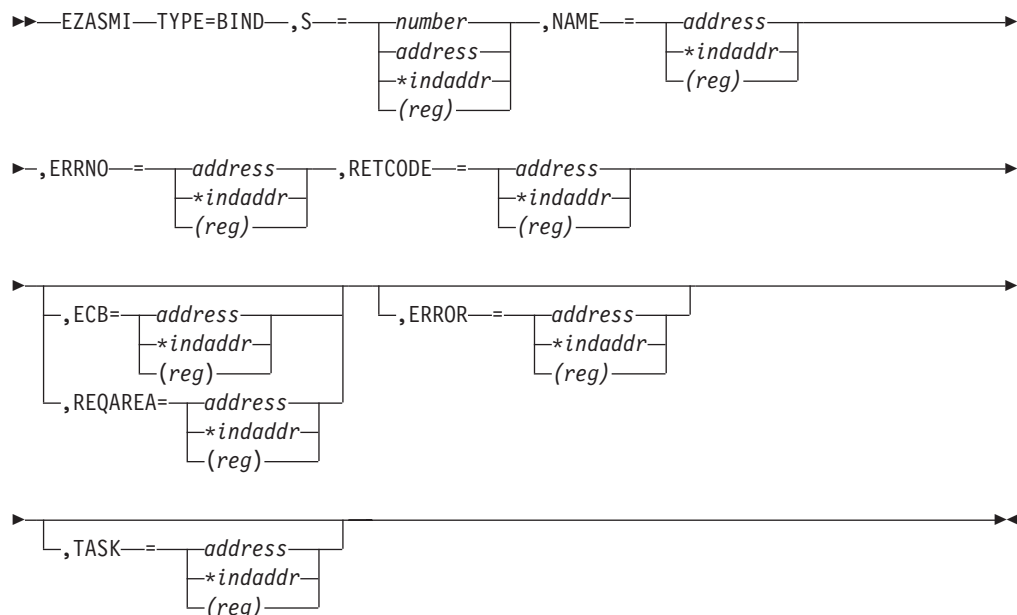 EZASMI TYPE=BIND ,S = number ,NAME = address
address *indaddr
*indaddr (reg)
(reg)
,ERRNO = address ,RETCODE = address
*indaddr *indaddr
(reg) (reg)
,ECB= address ,ERROR = address
*indaddr *indaddr
(reg) (reg)
,REQAREA= address
*indaddr
(reg)
,TASK = address
*indaddr
(reg)